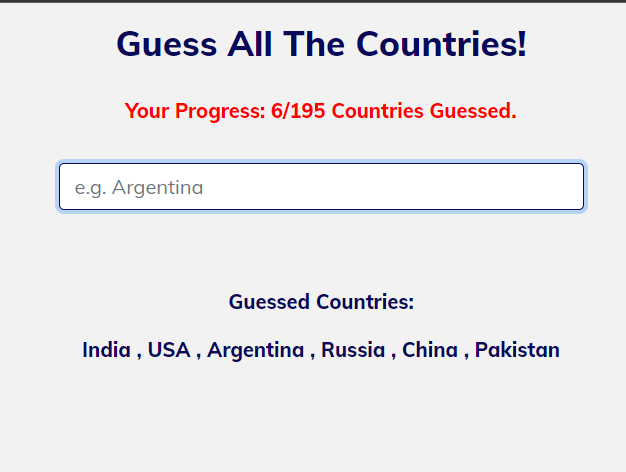 Guess All The Countries!
Your Progress: 6/195 Countries Guessed.
e.g. Argentina
Guessed Countries:
India , USA , Argentina , Russia , China , Pakistan